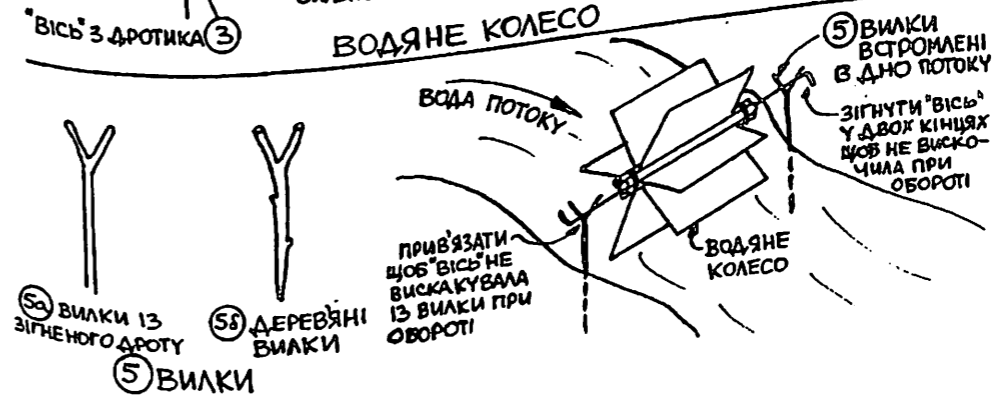 "ВІСЬ" З ДРОТИКА ③
ВОДЯНЕ КОЛЕСО
ВОДА ПОТОКУ
⑤ ВИЛКИ
ВСТРОМЛЕНІ
В ДНО ПОТОКУ
ЗІГНУТИ "ВІСЬ"
У ДВОХ КІНЦЯХ
ЩОБ НЕ ВИСКО-
ЧИЛА ПРИ
ОБОРОТІ
ПРИВ'ЯЗАТИ
ЩОБ "ВІСЬ" НЕ
ВИСКАКУВАЛА
ІЗ ВИЛКИ ПРИ
ОБОРОТІ
ВОДЯНЕ
КОЛЕСО
5а ВИЛКИ ІЗ
ЗІГНЕНОГО ДРОТУ
5б ДЕРЕВ'ЯНІ
ВИЛКИ
⑤ ВИЛКИ